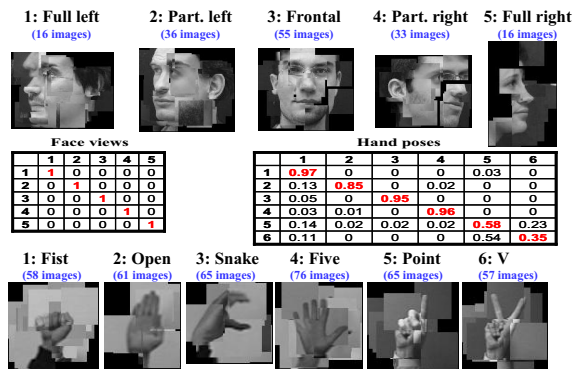 1: Full left 2: Part. left 3: Frontal 4: Part. right 5: Full right
(16 images) (36 images) (55 images) (33 images) (16 images)
Face views Hand poses
1 2 3 4 5
1 1 0 0 0 0
2 0 1 0 0 0
3 0 0 1 0 0
4 0 0 0 1 0
5 0 0 0 0 1
1 2 3 4 5 6
1 0.97 0 0 0 0.03 0
2 0.13 0.85 0 0.02 0 0
3 0.05 0 0.95 0 0 0
4 0.03 0.01 0 0.96 0 0
5 0.14 0.02 0.02 0.02 0.58 0.23
6 0.11 0 0 0 0.54 0.35
1: Fist 2: Open 3: Snake 4: Five 5: Point 6: V
(58 images) (61 images) (65 images) (76 images) (65 images) (57 images)